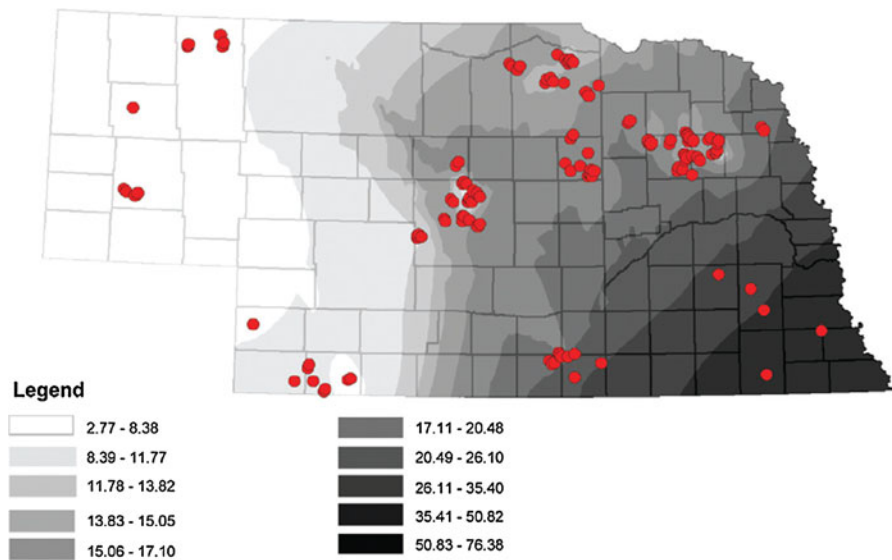 Legend
2.77 - 8.38
8.39 - 11.77
11.78 - 13.82
13.83 - 15.05
15.06 - 17.10
17.11 - 20.48
20.49 - 26.10
26.11 - 35.40
35.41 - 50.82
50.83 - 76.38